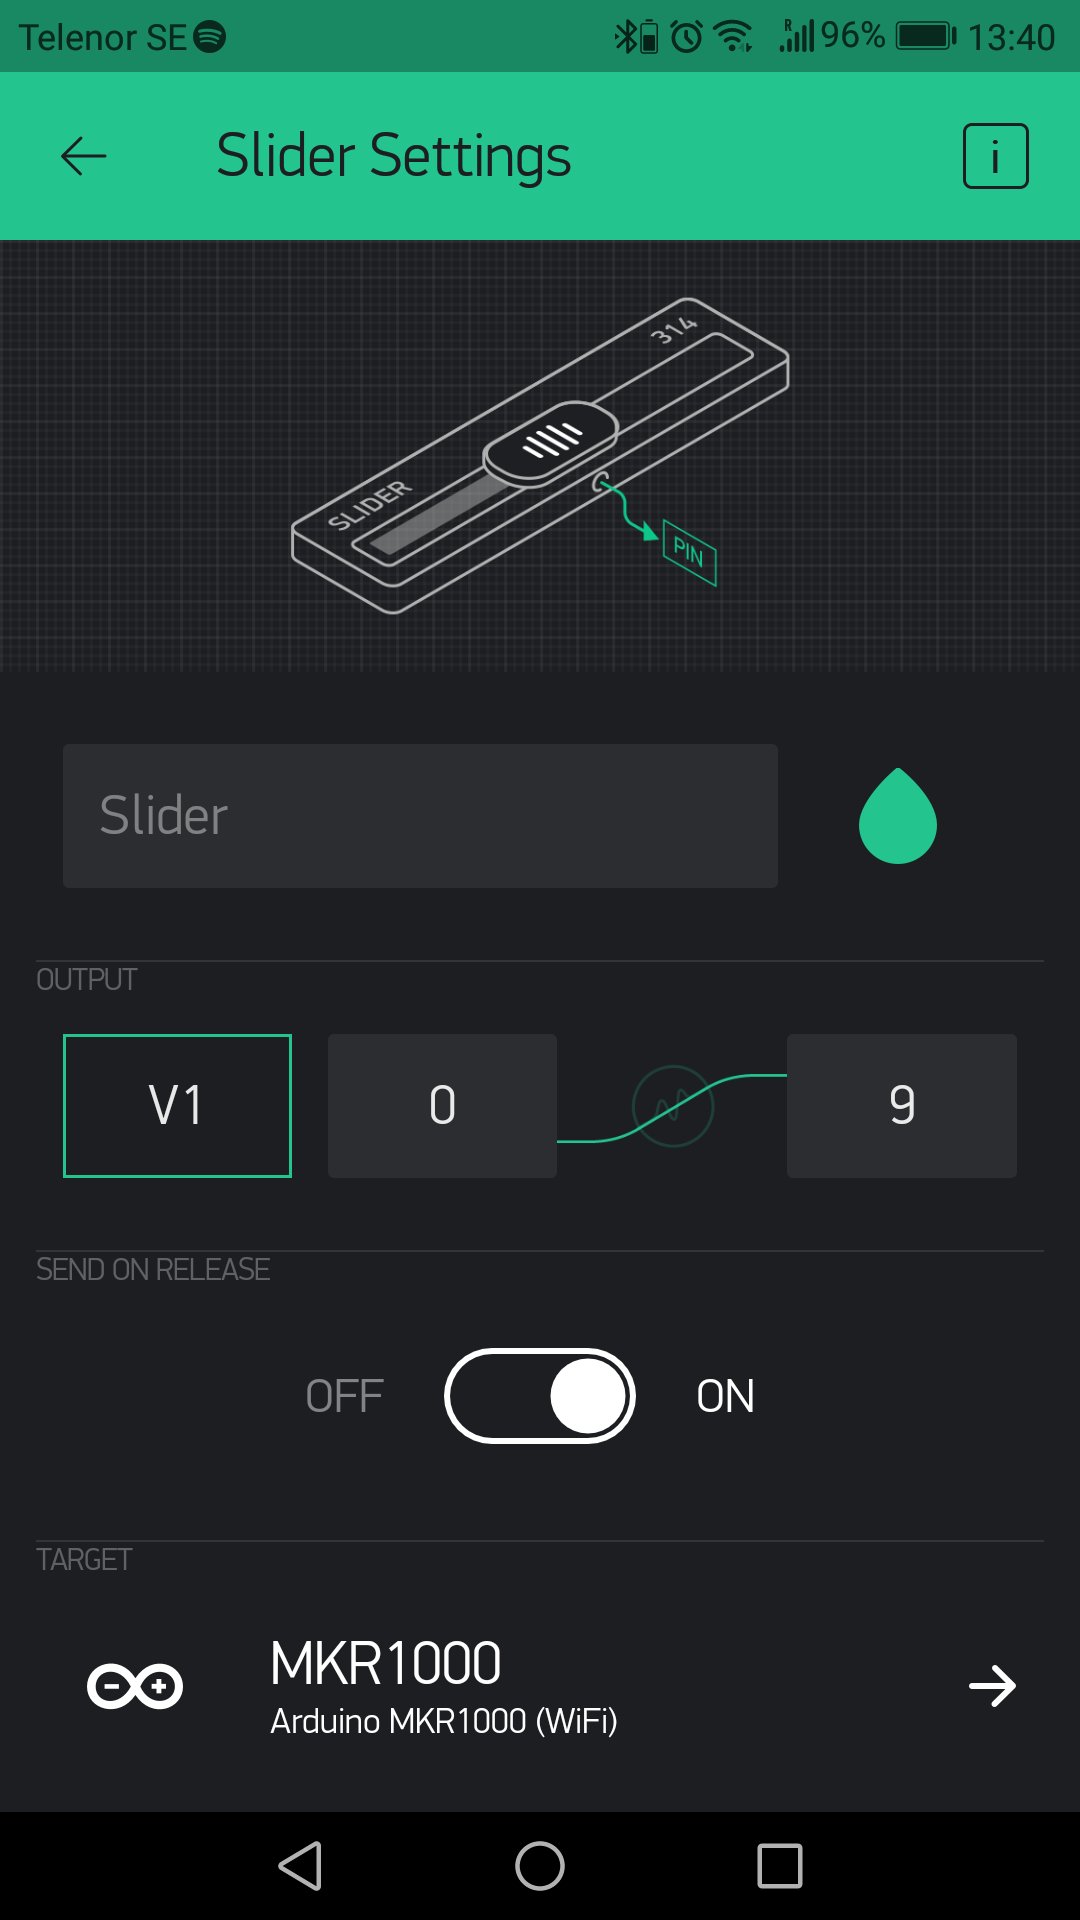 Telenor SE R 96% 13:40
Slider Settings i
314
SLIDER
PIN
Slider
OUTPUT
V1 0 9
SEND ON RELEASE
OFF ON
TARGET
MKR1000
Arduino MKR1000 (WiFi)